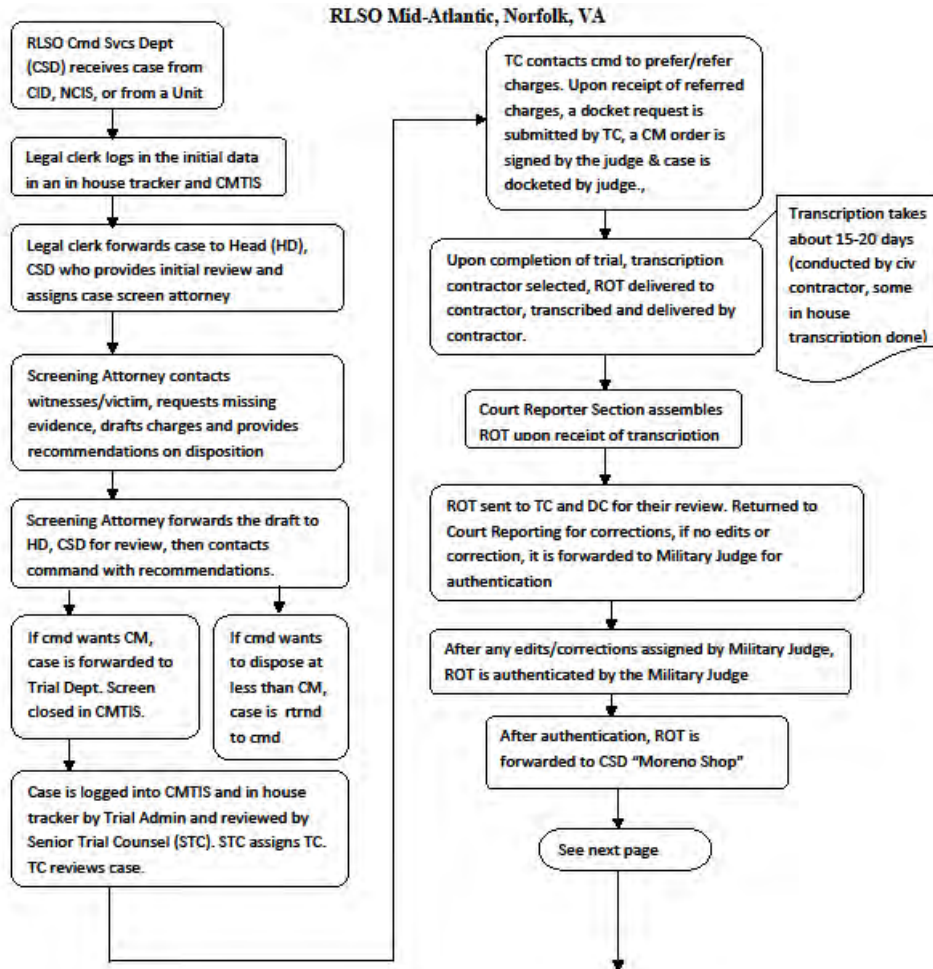 RLSO Mid-Atlantic, Norfolk, VA
RLSO Cmd Svcs Dept
(CSD) receives case from
CID, NCIS, or from a Unit
Legal clerk logs in the initial data
in an in house tracker and CMTIS
Legal clerk forwards case to Head (HD),
CSD who provides initial review and
assigns case screen attorney
Screening Attorney contacts
witnesses/victim, requests missing
evidence, drafts charges and provides
recommendations on disposition
Screening Attorney forwards the draft to
HD, CSD for review, then contacts
command with recommendations.
If cmd wants CM,
case is forwarded to
Trial Dept. Screen
closed in CMTIS.
If cmd wants
to dispose at
less than CM,
case is rtrnd
to cmd
Case is logged into CMTIS and in house
tracker by Trial Admin and reviewed by
Senior Trial Counsel (STC). STC assigns TC.
TC reviews case.
TC contacts cmd to prefer/refer
charges. Upon receipt of referred
charges, a docket request is
submitted by TC, a CM order is
signed by the judge & case is
docketed by judge.,
Transcription takes
about 15-20 days
(conducted by civ
contractor, some
in house
transcription done)
Upon completion of trial, transcription
contractor selected, ROT delivered to
contractor, transcribed and delivered by
contractor.
Court Reporter Section assembles
ROT upon receipt of transcription
ROT sent to TC and DC for their review. Returned to
Court Reporting for corrections, if no edits or
correction, it is forwarded to Military Judge for
authentication
After any edits/corrections assigned by Military Judge,
ROT is authenticated by the Military Judge
After authentication, ROT is
forwarded to CSD “Moreno Shop”
See next page